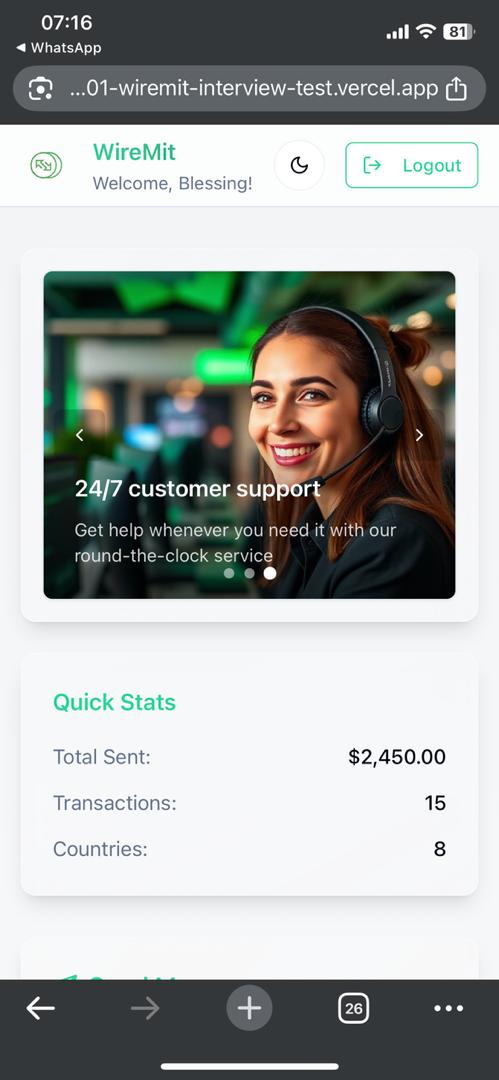 07:16
81
◀ WhatsApp
...01-wiremit-interview-test.vercel.app
WireMit
Welcome, Blessing!
Logout
24/7 customer support
Get help whenever you need it with our
round-the-clock service
Quick Stats
Total Sent: $2,450.00
Transactions: 15
Countries: 8
26